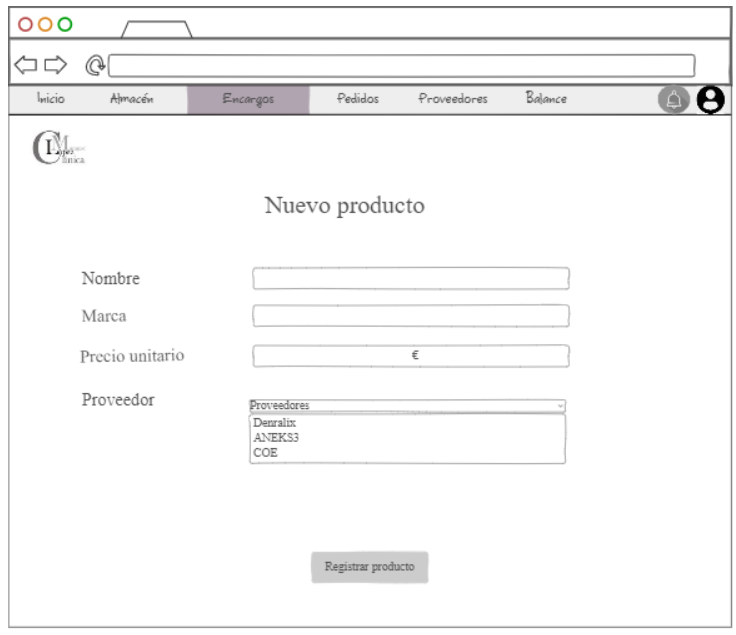 Inicio Almacén Encargos Pedidos Proveedores Balance
Nuevo producto
Nombre
Marca
Precio unitario €
Proveedor Proveedores
Denralix
ANEKS3
COE
Registrar producto